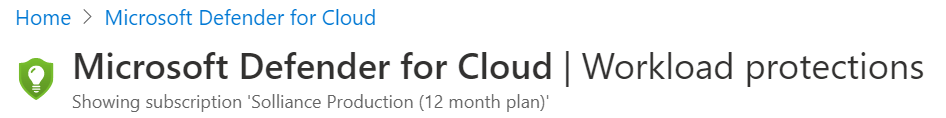 Home > Microsoft Defender for Cloud
Microsoft Defender for Cloud | Workload protections
Showing subscription 'Solliance Production (12 month plan)'